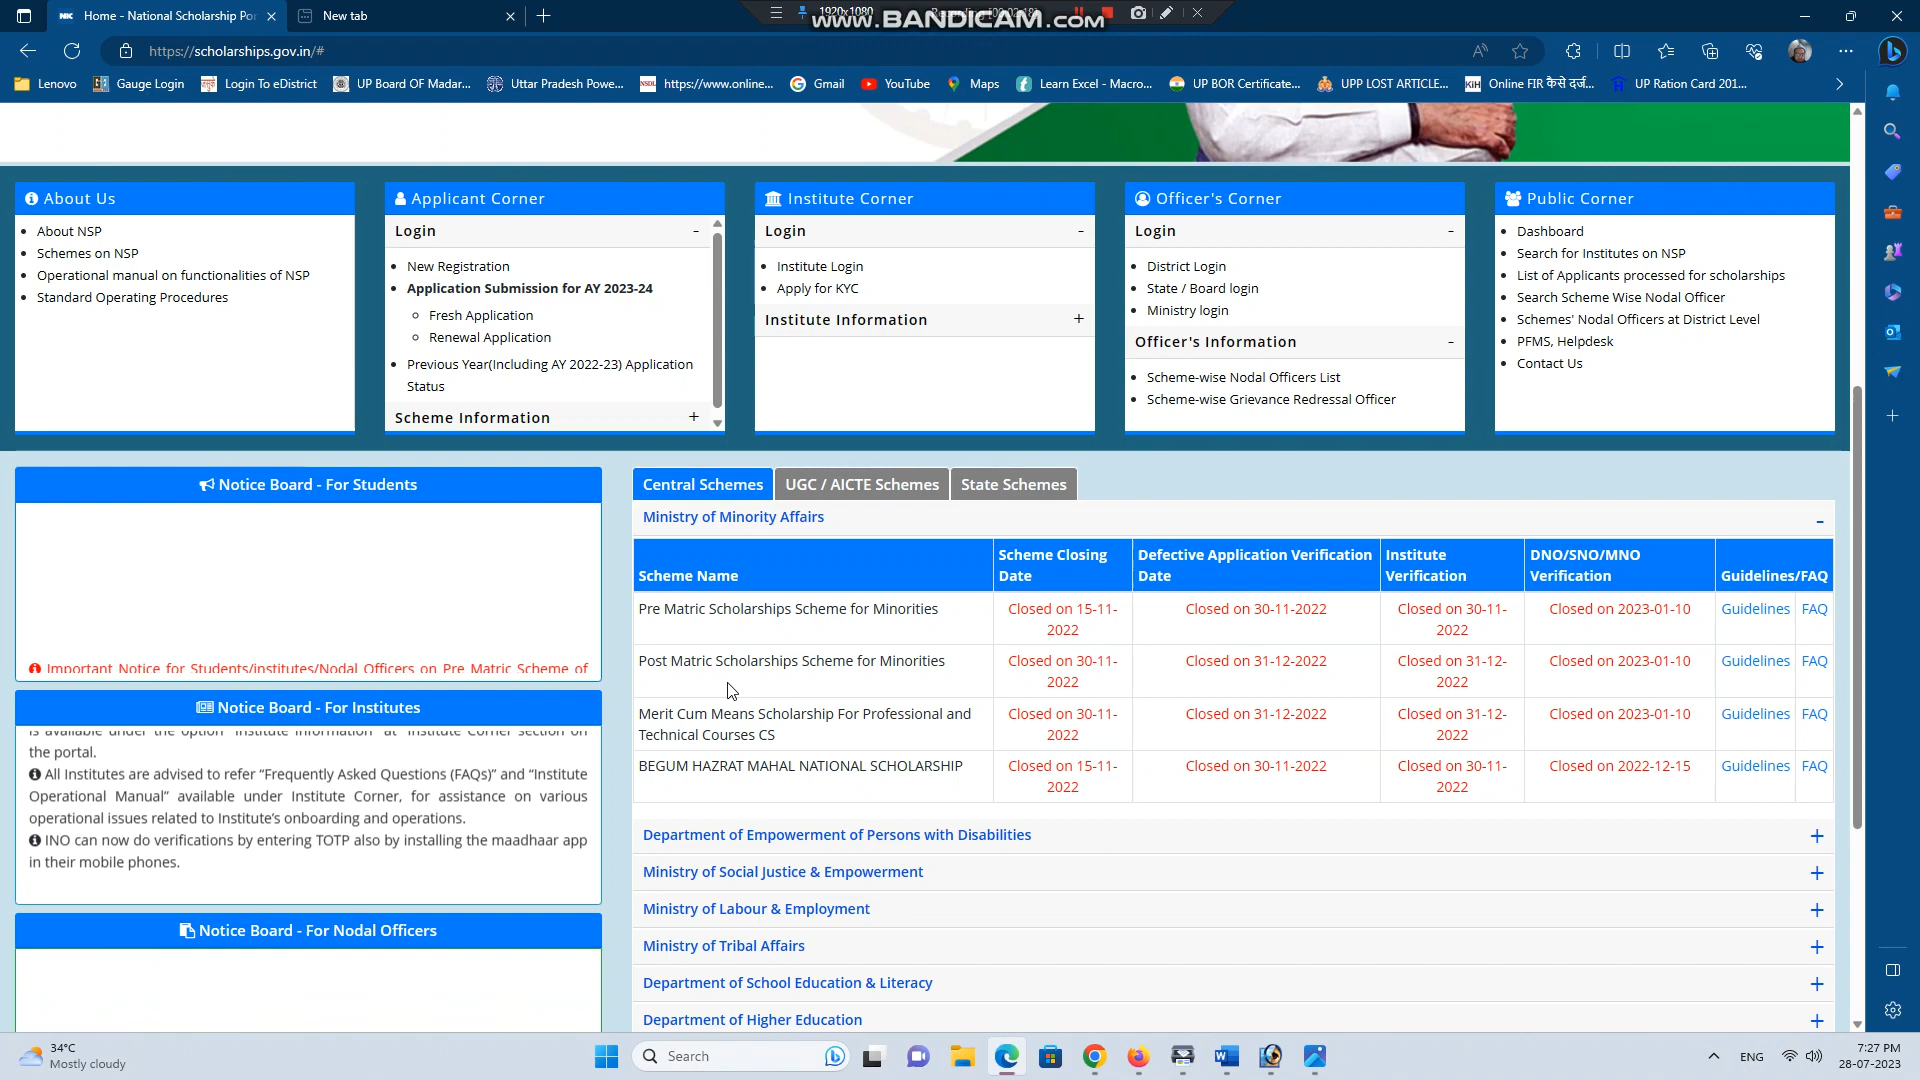 Home - National Scholarship Por
New tab
1920x1080
www.BANDICAM.com
https://scholarships.gov.in/#
Lenovo
Gauge Login
Login To eDistrict
UP Board OF Madar...
Uttar Pradesh Powe...
https://www.online...
Gmail
YouTube
Maps
Learn Excel - Macro...
UP BOR Certificate...
UPP LOST ARTICLE...
Online FIR कैसे दर्ज...
UP Ration Card 201...
About Us
About NSP
Schemes on NSP
Operational manual on functionalities of NSP
Standard Operating Procedures
Applicant Corner
Login -
New Registration
Application Submission for AY 2023-24
Fresh Application
Renewal Application
Previous Year(Including AY 2022-23) Application
Status
Scheme Information +
Institute Corner
Login -
Institute Login
Apply for KYC
Institute Information +
Officer's Corner
Login -
District Login
State / Board login
Ministry login
Officer's Information -
Scheme-wise Nodal Officers List
Scheme-wise Grievance Redressal Officer
Public Corner
Dashboard
Search for Institutes on NSP
List of Applicants processed for scholarships
Search Scheme Wise Nodal Officer
Schemes' Nodal Officers at District Level
PFMS, Helpdesk
Contact Us
Notice Board - For Students
Important Notice for Students/institutes/Nodal Officers on Pre Matric Scheme of
Notice Board - For Institutes
is available under the option "Institute Information" at "Institute Corner section on
the portal.
All Institutes are advised to refer “Frequently Asked Questions (FAQs)” and “Institute
Operational Manual” available under Institute Corner, for assistance on various
operational issues related to Institute’s onboarding and operations.
INO can now do verifications by entering TOTP also by installing the maadhaar app
in their mobile phones.
Notice Board - For Nodal Officers
Central Schemes
UGC / AICTE Schemes
State Schemes
Ministry of Minority Affairs -
Scheme Name
Scheme Closing
Date
Defective Application Verification
Date
Institute
Verification
DNO/SNO/MNO
Verification
Guidelines/FAQ
Pre Matric Scholarships Scheme for Minorities
Closed on 15-11-
2022
Closed on 30-11-2022
Closed on 30-11-
2022
Closed on 2023-01-10
Guidelines
FAQ
Post Matric Scholarships Scheme for Minorities
Closed on 30-11-
2022
Closed on 31-12-2022
Closed on 31-12-
2022
Closed on 2023-01-10
Guidelines
FAQ
Merit Cum Means Scholarship For Professional and
Technical Courses CS
Closed on 30-11-
2022
Closed on 31-12-2022
Closed on 31-12-
2022
Closed on 2023-01-10
Guidelines
FAQ
BEGUM HAZRAT MAHAL NATIONAL SCHOLARSHIP
Closed on 15-11-
2022
Closed on 30-11-2022
Closed on 30-11-
2022
Closed on 2022-12-15
Guidelines
FAQ
Department of Empowerment of Persons with Disabilities +
Ministry of Social Justice & Empowerment +
Ministry of Labour & Employment +
Ministry of Tribal Affairs +
Department of School Education & Literacy +
Department of Higher Education +
34°C
Mostly cloudy
Search
ENG
7:27 PM
28-07-2023